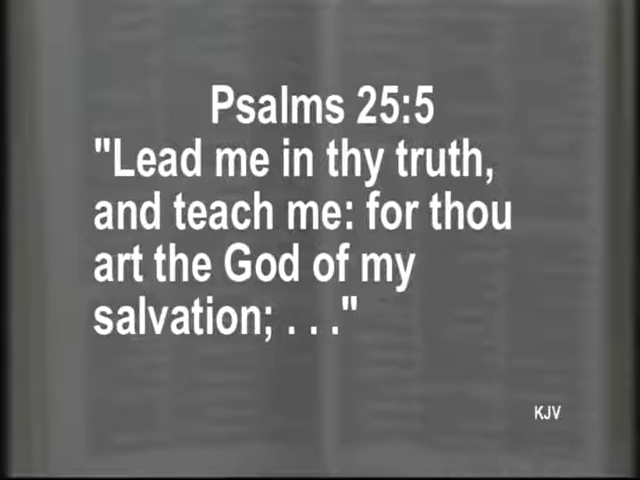 Psalms 25:5
"Lead me in thy truth,
and teach me: for thou
art the God of my
salvation; . . ."
KJV